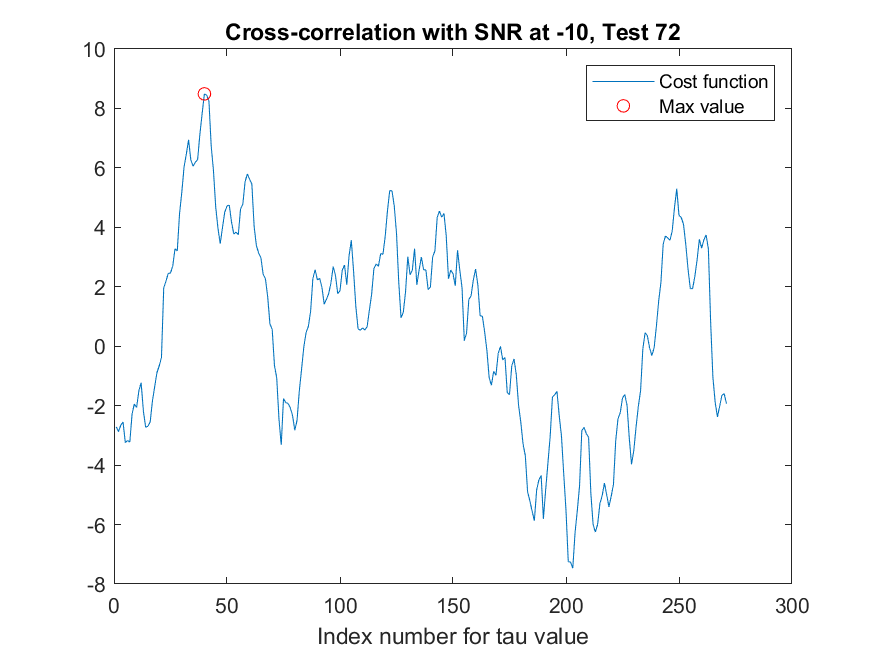 Cross-correlation with SNR at -10, Test 72
10
8
6
4
2
0
-2
-4
-6
-8
Cost function
Max value
0 50 100 150 200 250 300
Index number for tau value